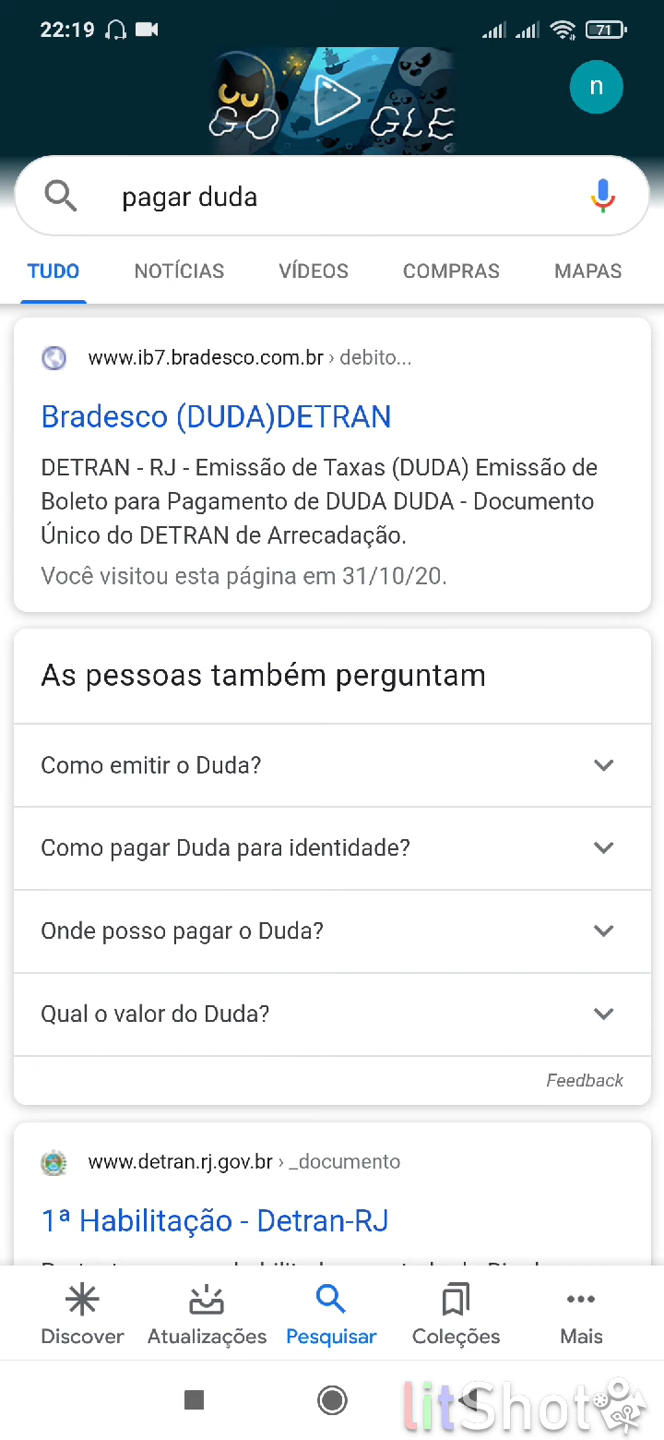 22:19
71
GO GLE
n
pagar duda
TUDO NOTÍCIAS VÍDEOS COMPRAS MAPAS
www.ib7.bradesco.com.br › debito...
Bradesco (DUDA)DETRAN
DETRAN - RJ - Emissão de Taxas (DUDA) Emissão de
Boleto para Pagamento de DUDA DUDA - Documento
Único do DETRAN de Arrecadação.
Você visitou esta página em 31/10/20.
As pessoas também perguntam
Como emitir o Duda?
Como pagar Duda para identidade?
Onde posso pagar o Duda?
Qual o valor do Duda?
Feedback
www.detran.rj.gov.br › _documento
1ª Habilitação - Detran-RJ
Discover Atualizações Pesquisar Coleções Mais
litShot